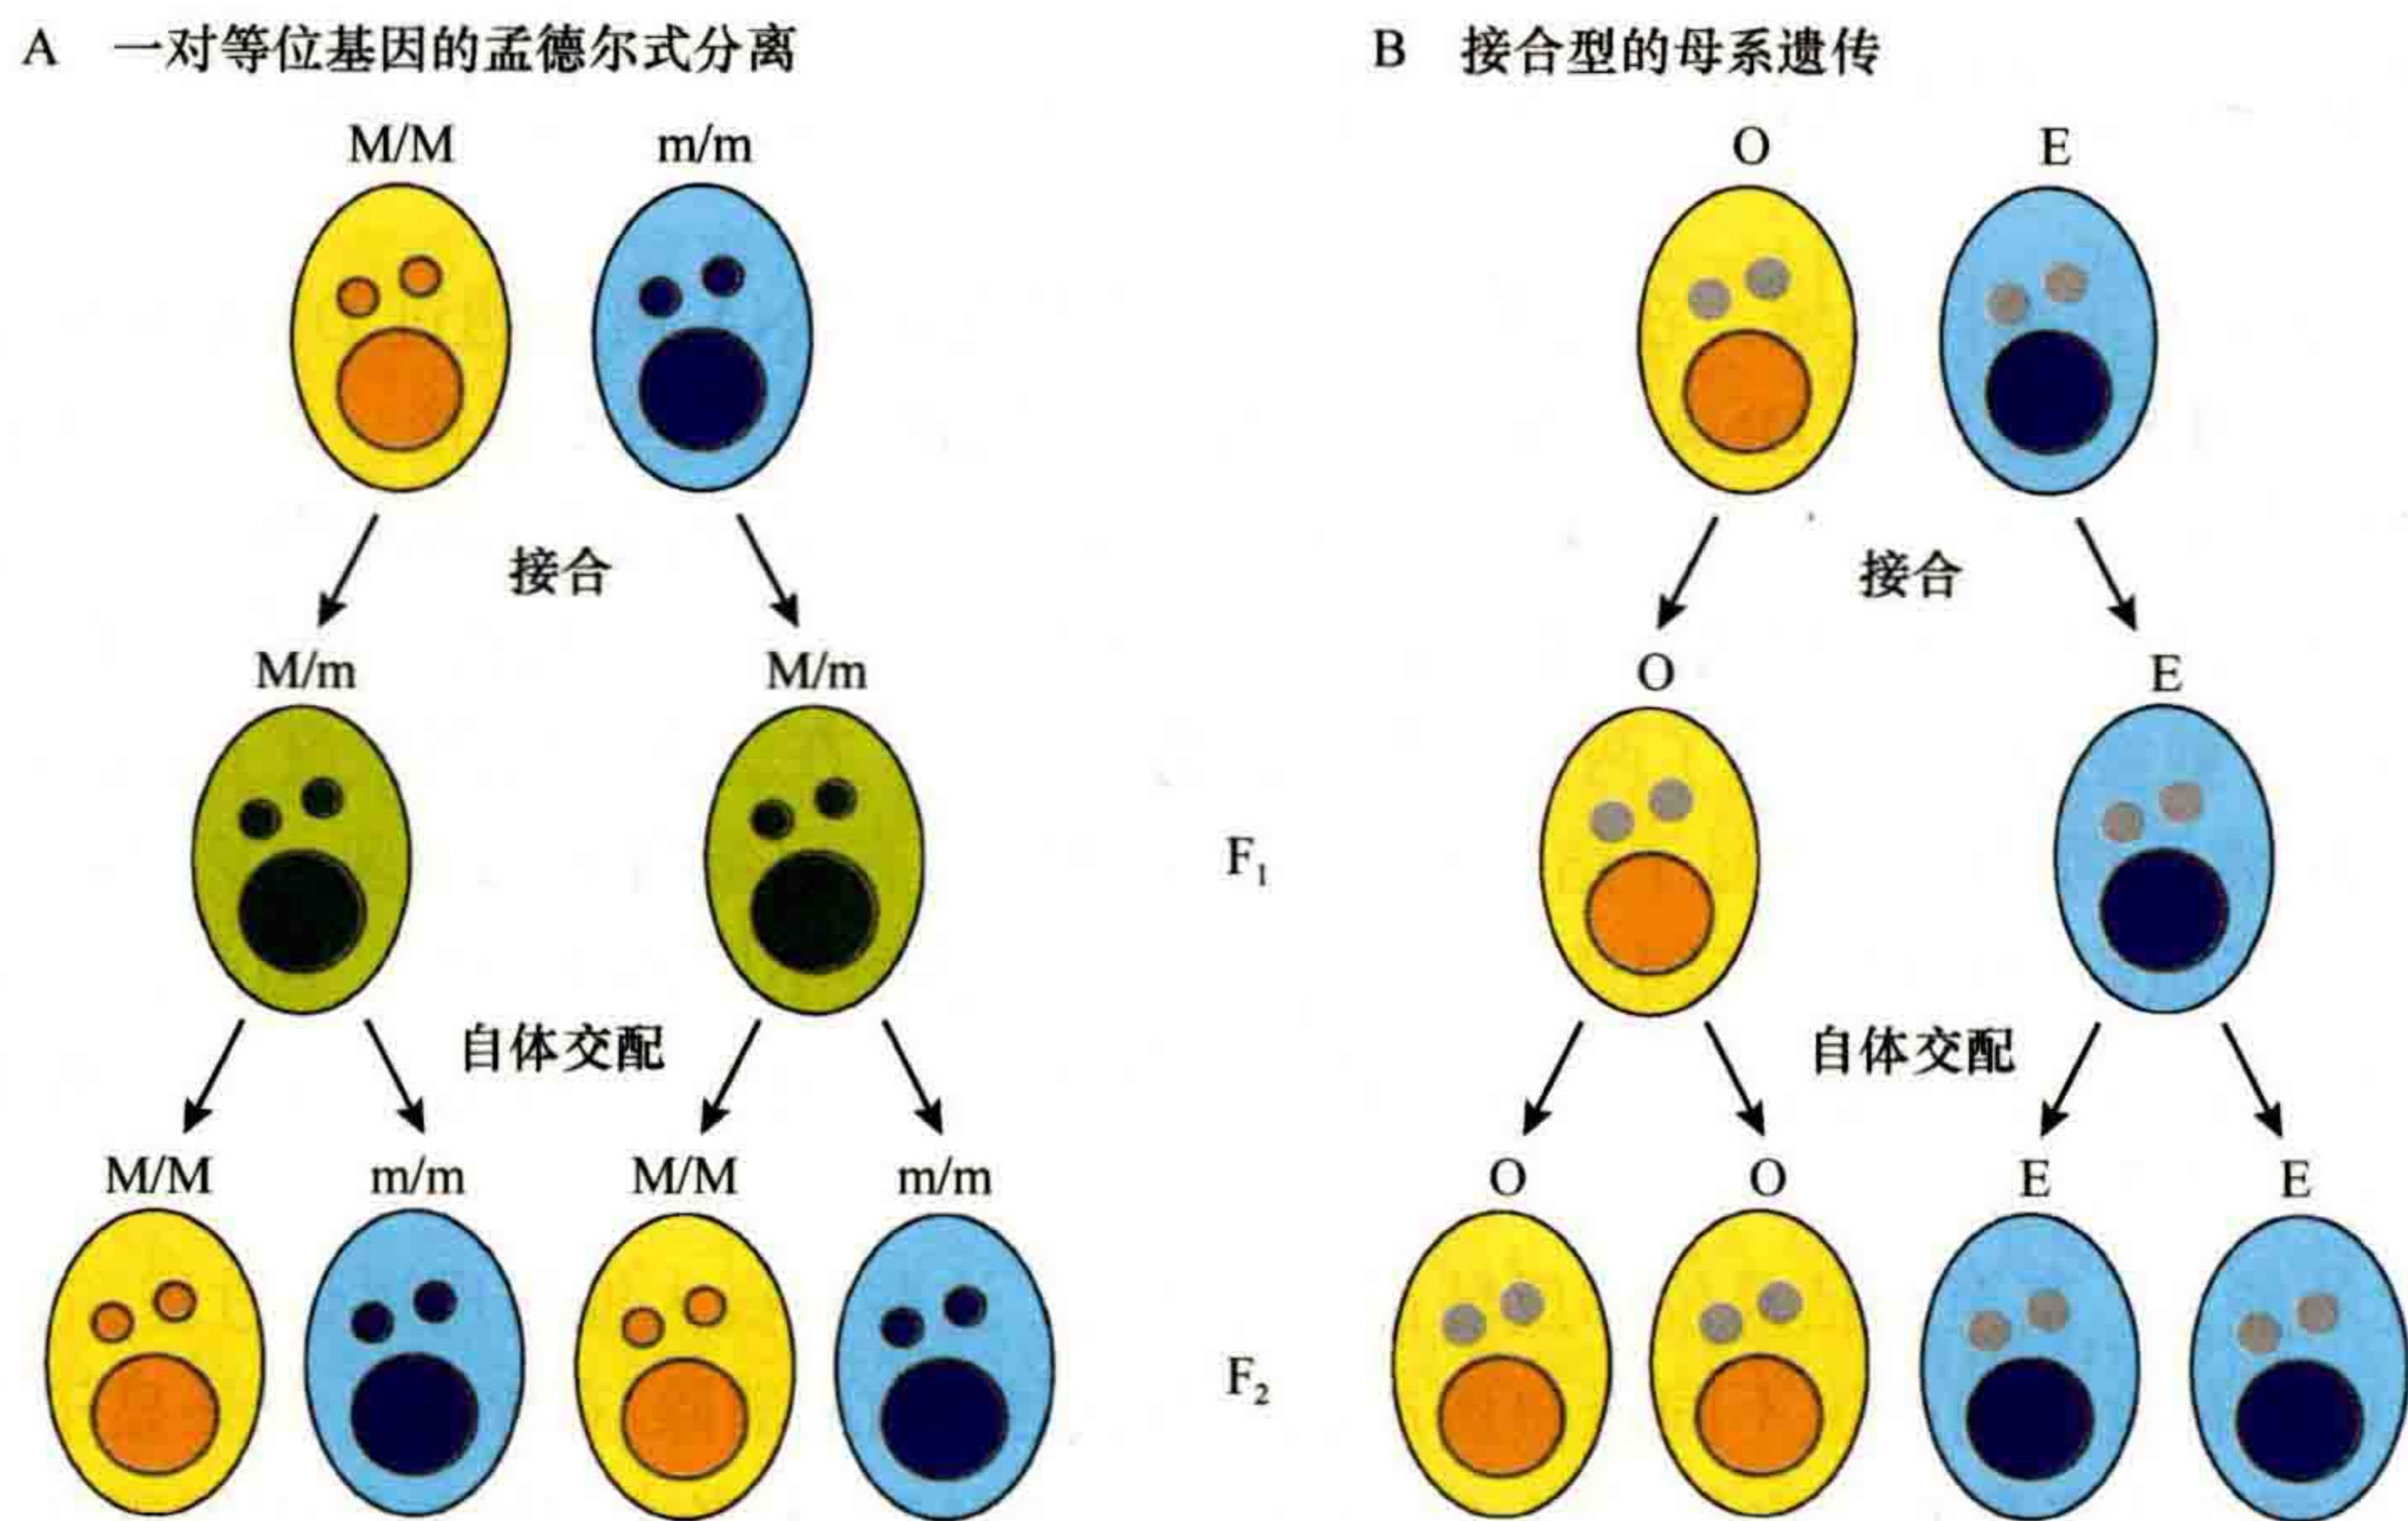 A 一对等位基因的孟德尔式分离
M/M m/m
接合
M/m M/m
自体交配
M/M m/m M/M m/m
B 接合型的母系遗传
O E
接合
O E
F₁
自体交配
O O E E
F₂